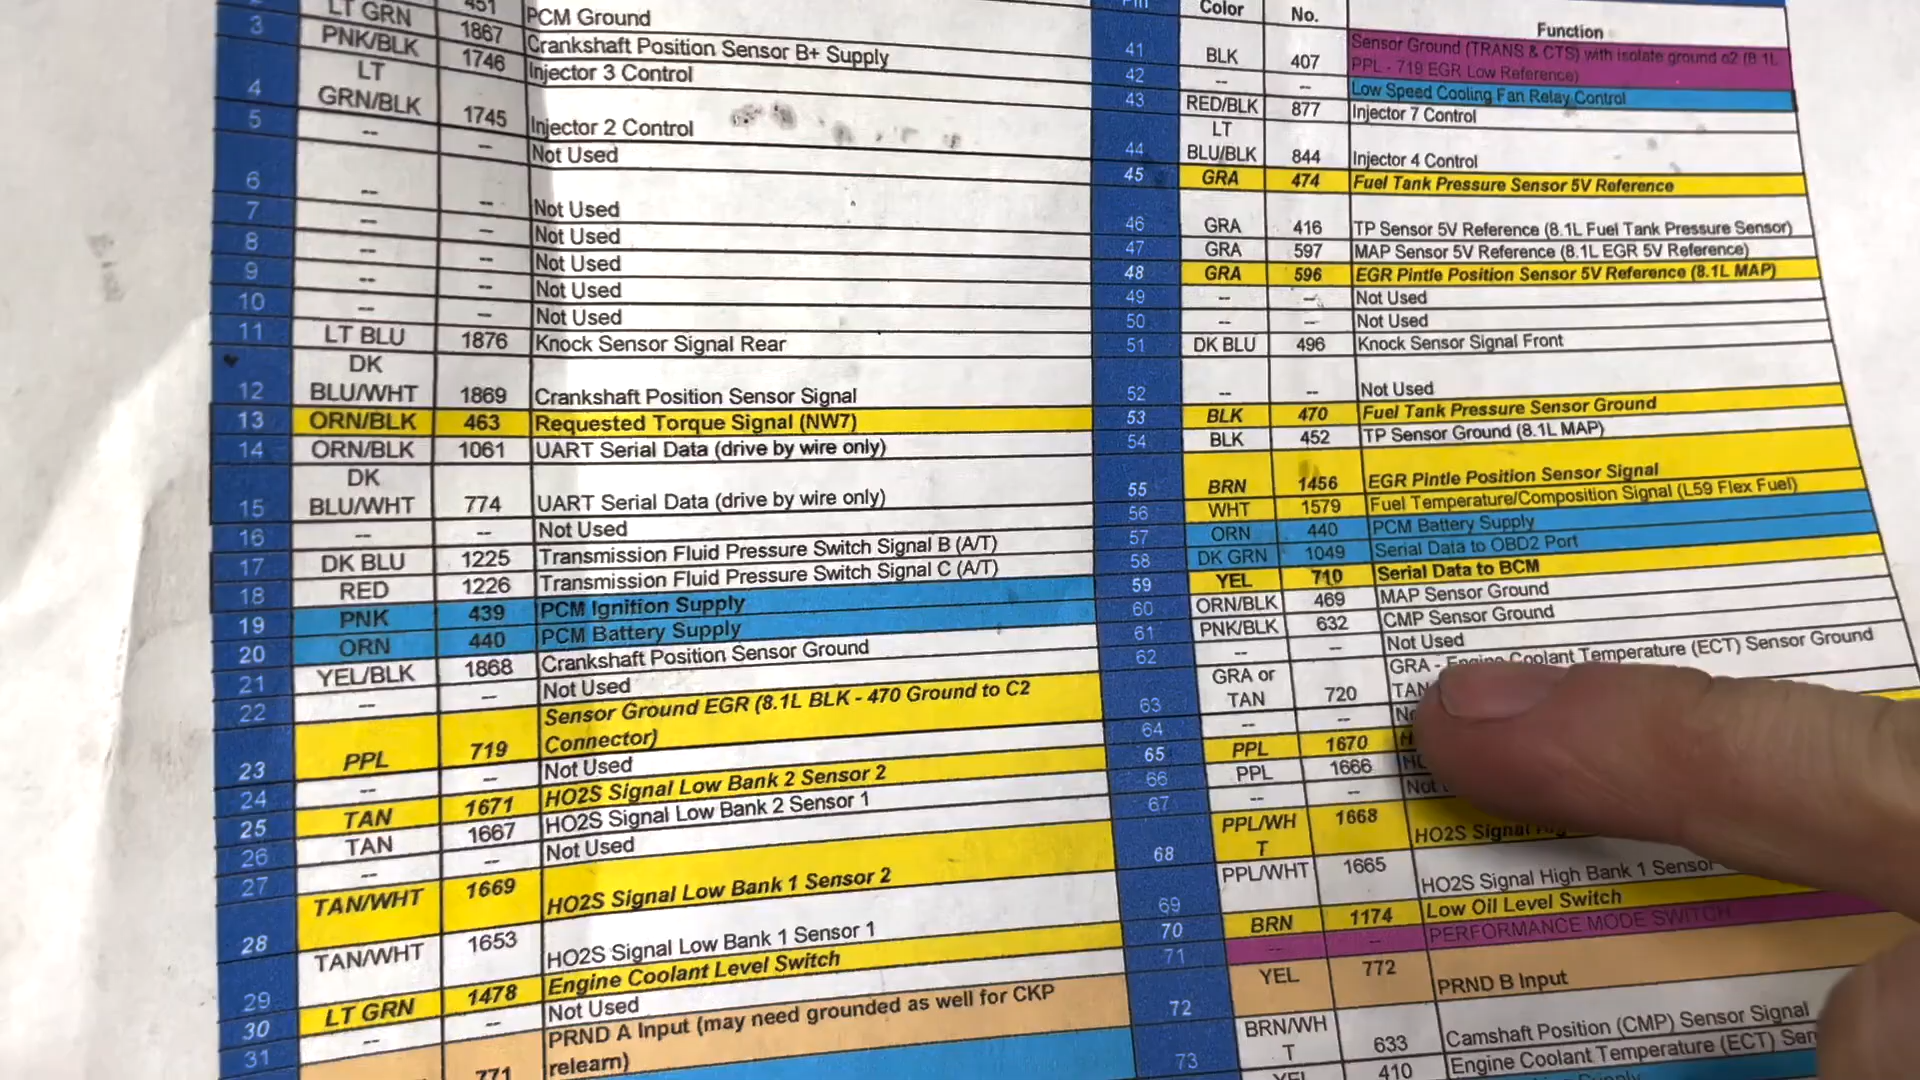 451
LT GRN 1867 PCM Ground
3 PNK/BLK 1746 Crankshaft Position Sensor B+ Supply
LT Injector 3 Control
4 GRN/BLK 1745
5 -- -- Injector 2 Control
Not Used
6 -- -- Not Used
7 -- -- Not Used
8 -- -- Not Used
9 -- -- Not Used
10 -- -- Not Used
11 LT BLU 1876 Knock Sensor Signal Rear
DK
12 BLU/WHT 1869 Crankshaft Position Sensor Signal
13 ORN/BLK 463 Requested Torque Signal (NW7)
14 ORN/BLK 1061 UART Serial Data (drive by wire only)
DK
15 BLU/WHT 774 UART Serial Data (drive by wire only)
16 -- -- Not Used
17 DK BLU 1225 Transmission Fluid Pressure Switch Signal B (A/T)
18 RED 1226 Transmission Fluid Pressure Switch Signal C (A/T)
19 PNK 439 PCM Ignition Supply
20 ORN 440 PCM Battery Supply
21 YEL/BLK 1868 Crankshaft Position Sensor Ground
22 -- -- Not Used
Sensor Ground EGR (8.1L BLK - 470 Ground to C2
23 PPL 719 Connector)
24 -- -- Not Used
25 TAN 1671 HO2S Signal Low Bank 2 Sensor 2
26 TAN 1667 HO2S Signal Low Bank 2 Sensor 1
27 -- -- Not Used
28 TAN/WHT 1669 HO2S Signal Low Bank 1 Sensor 2
29 TAN/WHT 1653 HO2S Signal Low Bank 1 Sensor 1
30 LT GRN 1478 Engine Coolant Level Switch
31 -- -- Not Used
771 PRND A Input (may need grounded as well for CKP
relearn)
Pin Color No. Function
41 BLK 407 Sensor Ground (TRANS & CTS) with isolate ground c2 (8.1L
PPL - 719 EGR Low Reference)
42 -- -- Low Speed Cooling Fan Relay Control
43 RED/BLK 877 Injector 7 Control
LT
44 BLU/BLK 844 Injector 4 Control
45 GRA 474 Fuel Tank Pressure Sensor 5V Reference
46 GRA 416 TP Sensor 5V Reference (8.1L Fuel Tank Pressure Sensor)
47 GRA 597 MAP Sensor 5V Reference (8.1L EGR 5V Reference)
48 GRA 596 EGR Pintle Position Sensor 5V Reference (8.1L MAP)
49 -- -- Not Used
50 -- -- Not Used
51 DK BLU 496 Knock Sensor Signal Front
52 -- -- Not Used
53 BLK 470 Fuel Tank Pressure Sensor Ground
54 BLK 452 TP Sensor Ground (8.1L MAP)
55 BRN 1456 EGR Pintle Position Sensor Signal
56 WHT 1579 Fuel Temperature/Composition Signal (L59 Flex Fuel)
57 ORN 440 PCM Battery Supply
58 DK GRN 1049 Serial Data to OBD2 Port
59 YEL 710 Serial Data to BCM
60 ORN/BLK 469 MAP Sensor Ground
61 PNK/BLK 632 CMP Sensor Ground
62 -- -- Not Used
GRA or GRA - Engine Coolant Temperature (ECT) Sensor Ground
63 TAN 720 TAN
64 -- --
65 PPL 1670
66 PPL 1666
67 -- -- Not
PPL/WH 1668
68 T HO2S Signal
69 PPL/WHT 1665 HO2S Signal High Bank 1 Sensor
70 BRN 1174 Low Oil Level Switch
71 -- -- PERFORMANCE MODE SWITCH
72 YEL 772 PRND B Input
BRN/WH
73 T 633 Camshaft Position (CMP) Sensor Signal
YEL 410 Engine Coolant Temperature (ECT)